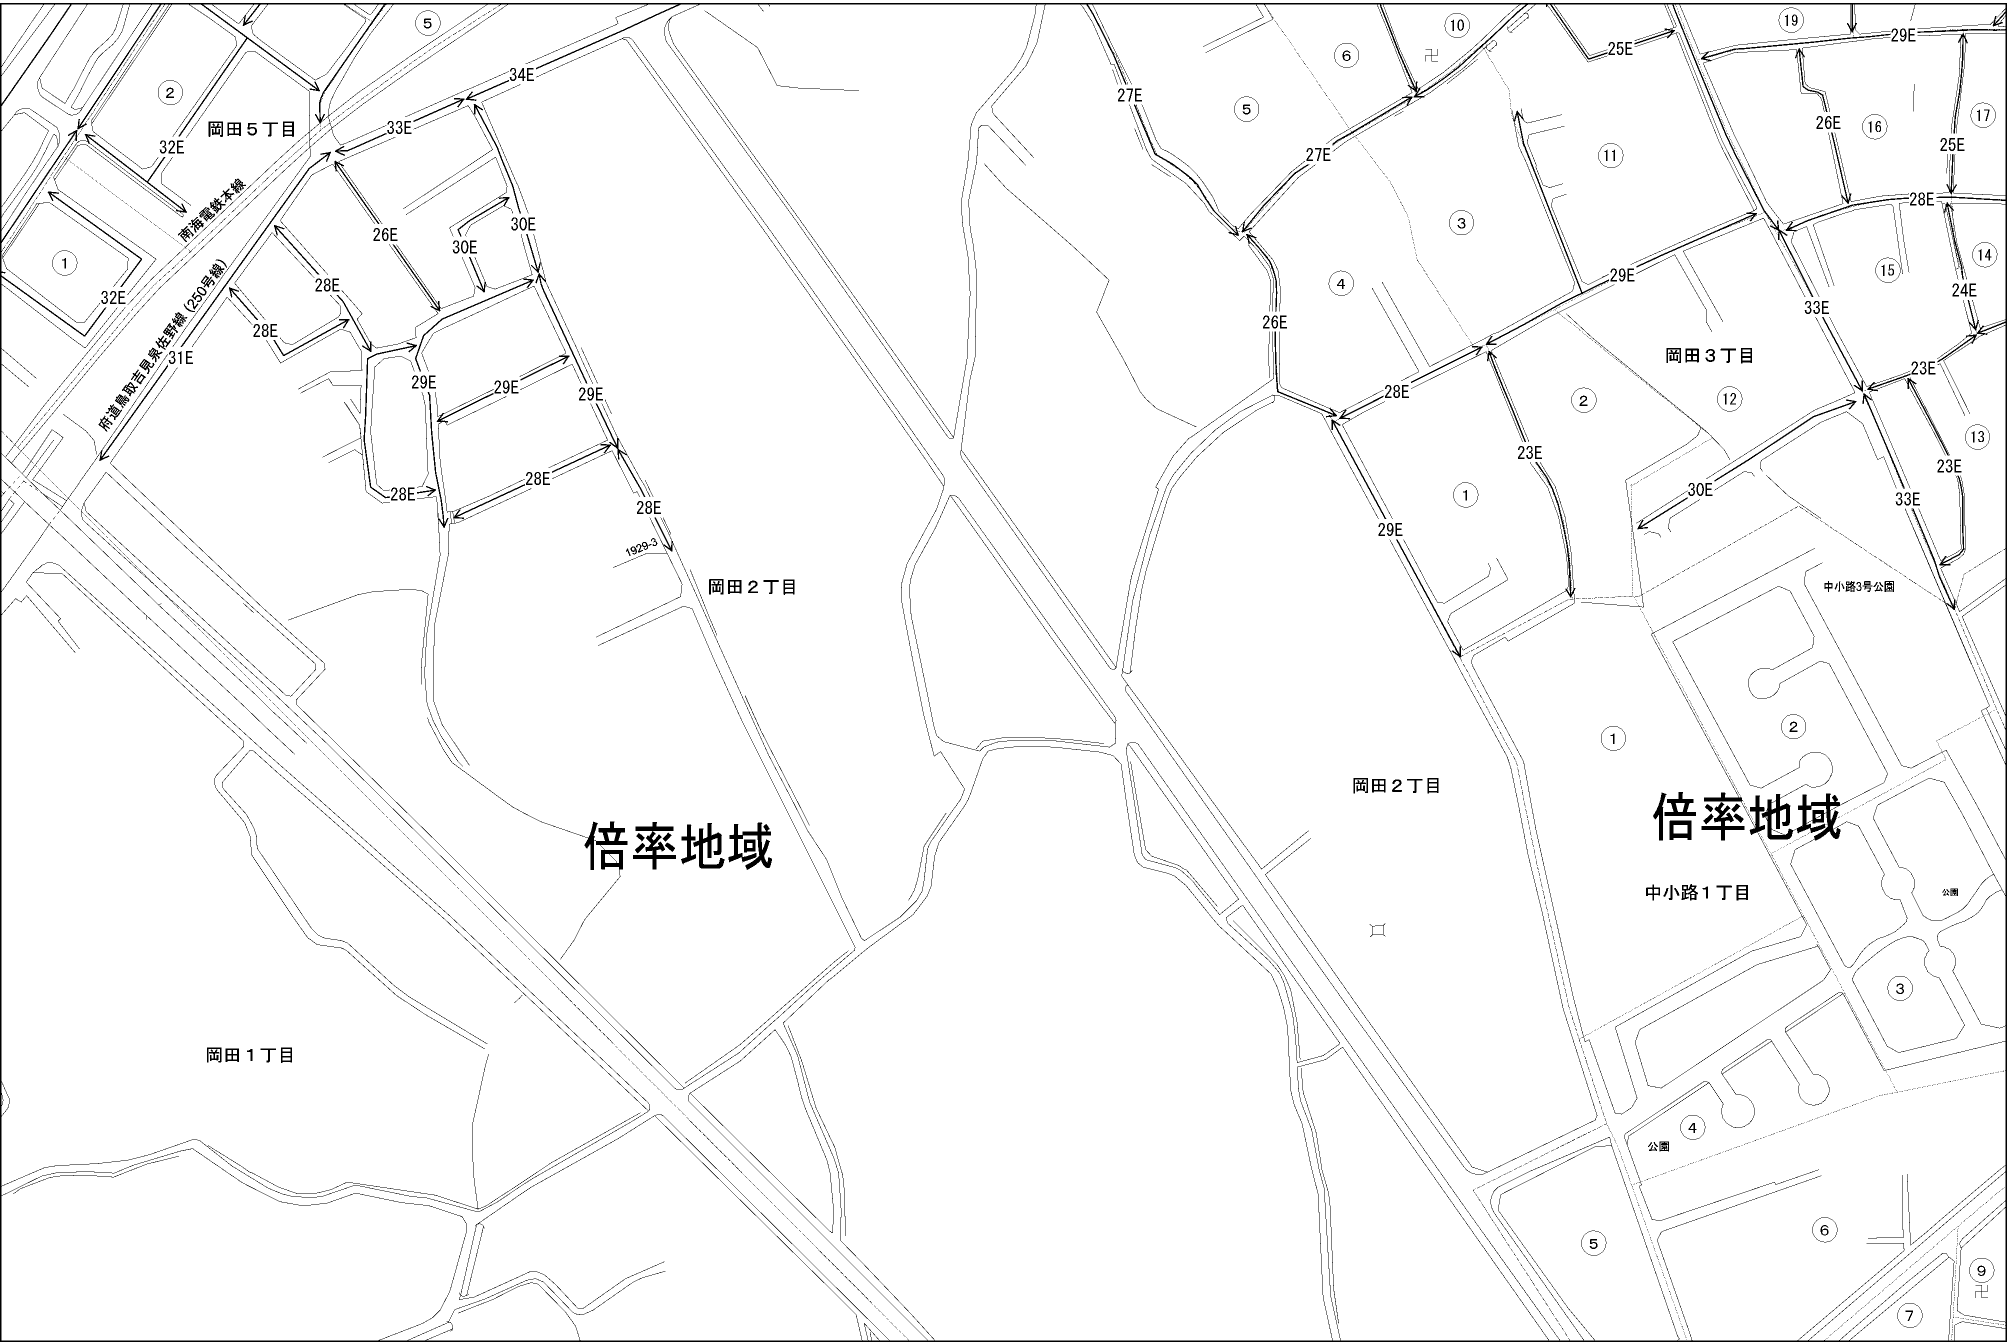 5
10
19
29E
25E
6
34E
2
27E
5
26E
16
17
岡田5丁目
33E
32E
25E
27E
11
南海電鉄本線
28E
30E
3
26E
30E
1
14
29E
15
4
28E
24E
32E
府道鳥取吉見泉佐野線(250号線)
33E
26E
28E
31E
岡田3丁目
23E
29E
29E
29E
28E
2
12
13
23E
23E
28E
28E
30E
1
33E
28E
29E
1929-3
岡田2丁目
中小路3号公園
2
1
岡田2丁目
倍率地域
倍率地域
中小路1丁目
公園
3
岡田1丁目
4
公園
6
5
9
7